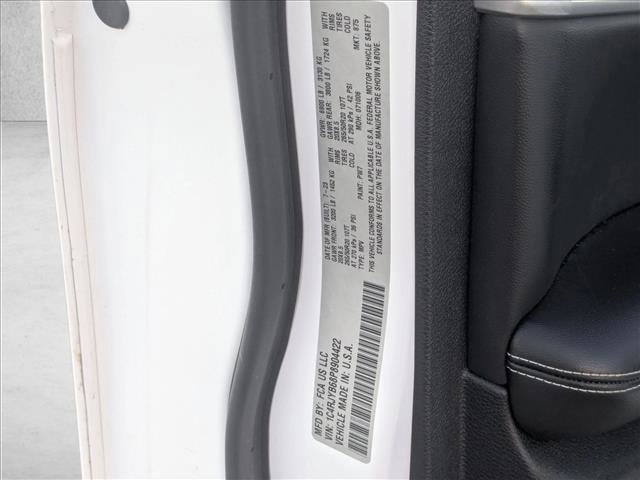 MFD BY: FCA US LLC
VIN: 1C4RJYB68P8904422
VEHICLE MADE IN: U.S.A.
DATE OF MFR (BUILT): 7-23
GVWR: 6900 LB / 3130 KG
GAWR FRONT: 3200 LB / 1452 KG WITH
20X8.5 RIMS
265/50R20 107T TIRES
AT 270 kPa / 39 PSI COLD
GAWR REAR: 3800 LB / 1724 KG WITH
20X8.5 RIMS
265/50R20 107T TIRES
AT 290 kPa / 42 PSI COLD
TYPE: MPV PAINT: PW7 MDH: 071006 MKT: 875
THIS VEHICLE CONFORMS TO ALL APPLICABLE U.S.A. FEDERAL MOTOR VEHICLE SAFETY
STANDARDS IN EFFECT ON THE DATE OF MANUFACTURE SHOWN ABOVE.